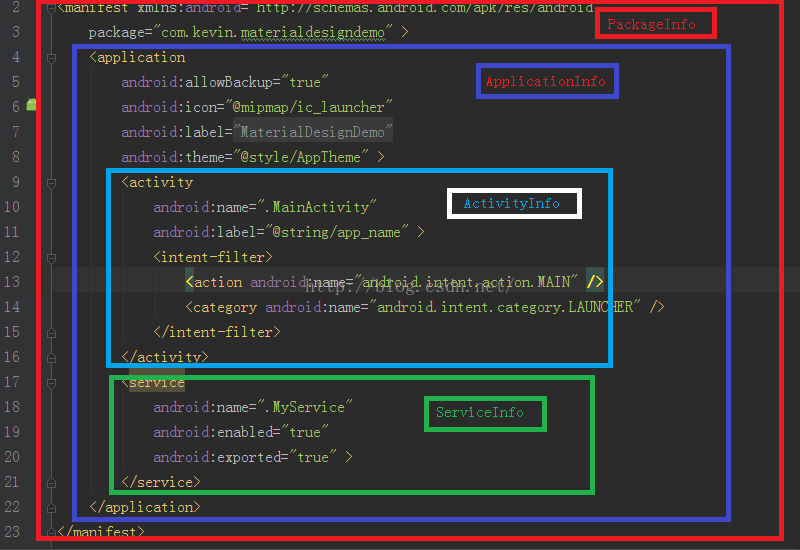 2 <manifest xmlns:android="http://schemas.android.com/apk/res/android
PackageInfo
3 package="com.kevin.materialdesigndemo" >
4 <application
5 android:allowBackup="true"
ApplicationInfo
6 android:icon="@mipmap/ic_launcher"
7 android:label="MaterialDesignDemo"
8 android:theme="@style/AppTheme" >
9 <activity
10 android:name=".MainActivity"
ActivityInfo
11 android:label="@string/app_name" >
12 <intent-filter>
13 <action android:name="android.intent.action.MAIN" />
http://blog.csdn.net/
14 <category android:name="android.intent.category.LAUNCHER" />
15 </intent-filter>
16 </activity>
17 <service
18 android:name=".MyService"
ServiceInfo
19 android:enabled="true"
20 android:exported="true" >
21 </service>
22 </application>
23 </manifest>